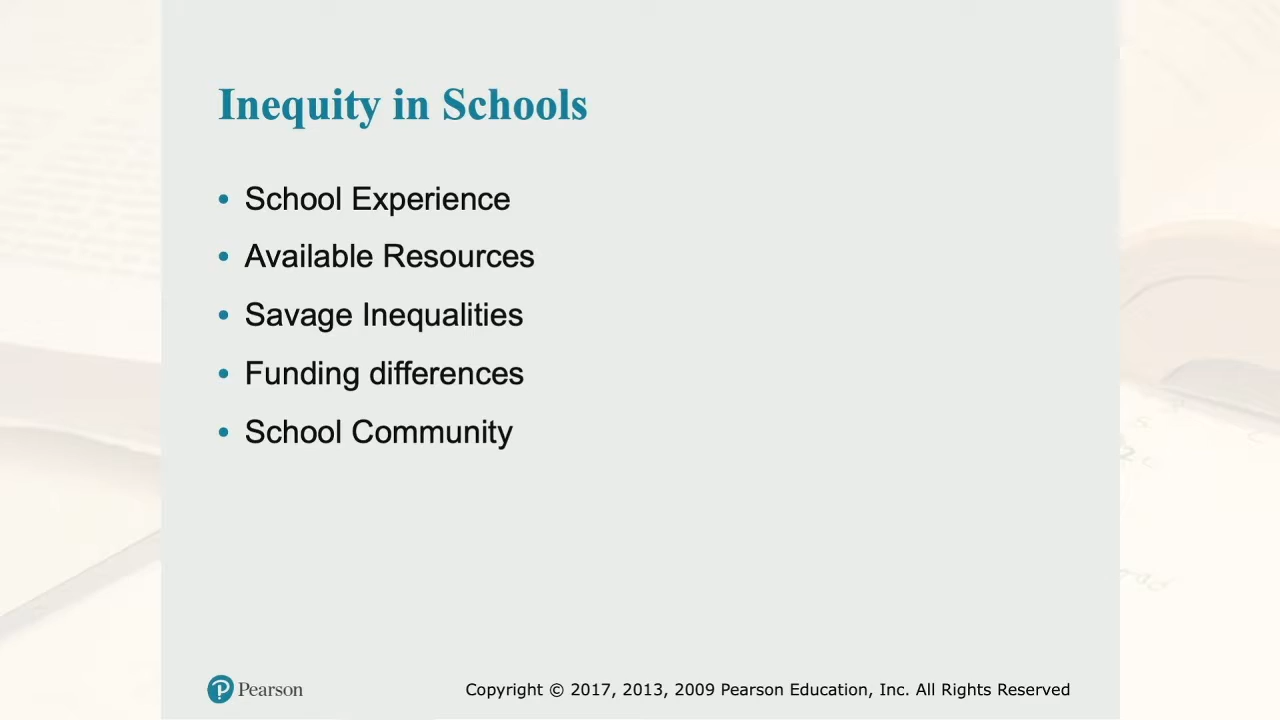 Inequity in Schools
• School Experience
• Available Resources
• Savage Inequalities
• Funding differences
• School Community
Pearson
Copyright © 2017, 2013, 2009 Pearson Education, Inc. All Rights Reserved